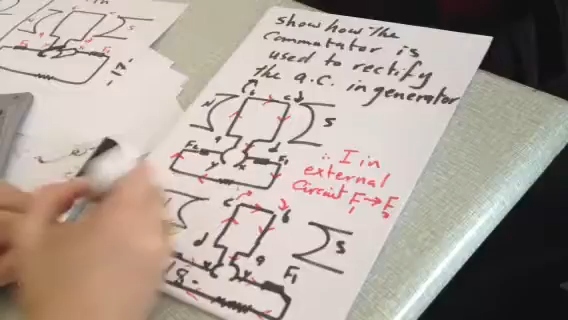 show how the
Commutator is
used to rectify
the a.c. in generator
S
b c
N S
a d
F2 F1
∴ I in
external
circuit F1→F2
c b
S
d a
F1